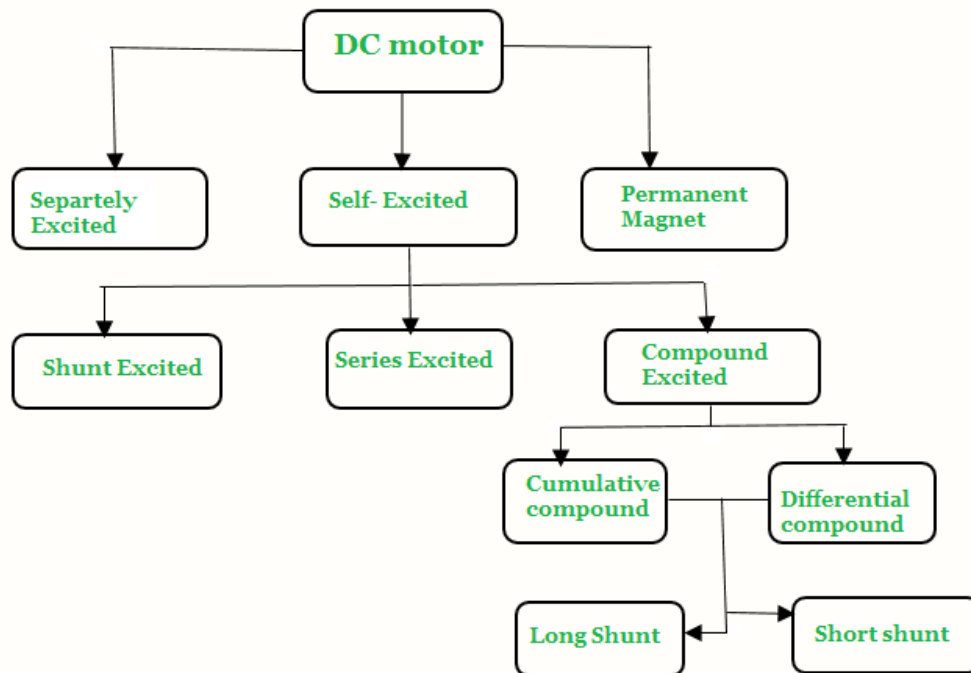 DC motor
Separtely
Excited
Self- Excited
Permanent
Magnet
Shunt Excited
Series Excited
Compound
Excited
Cumulative
compound
Differential
compound
Long Shunt
Short shunt